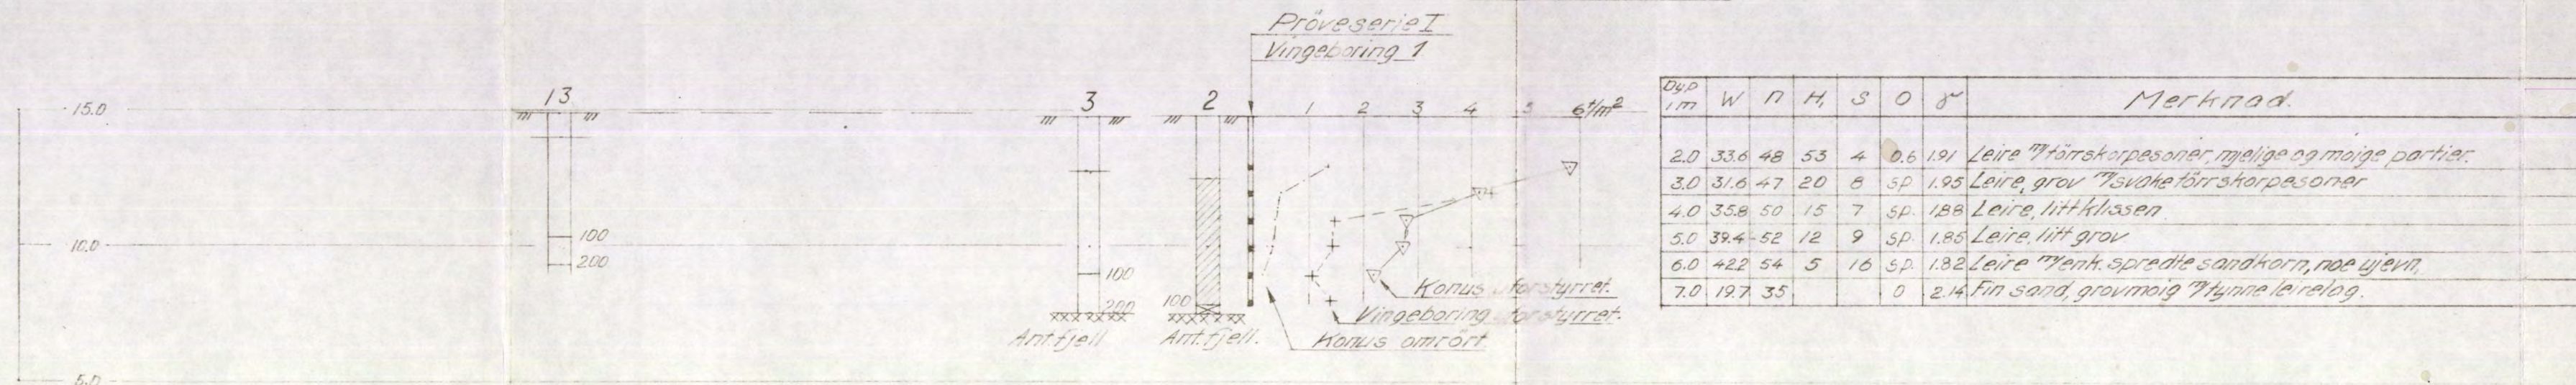 Pröveserie I
Vingeboring 1
15.0
13
3
2
1 2 3 4 5 6 t/m²
10.0
100
200
100
200
100
Ant. fjell
Ant. fjell.
Konus uforstyrret.
Vingeboring uforstyrret.
Konus omrört
5.0
Dyp i m W n H₁ S O γ Merknad.
2.0 33.6 48 53 4 0.6 1.91 Leire m/törrskorpesoner, mjelige og moige partier.
3.0 31.6 47 20 8 sp 1.95 Leire, grov m/svake törrskorpesoner
4.0 35.8 50 15 7 sp. 1.88 Leire, litt klissen
5.0 39.4 52 12 9 sp. 1.85 Leire, litt grov
6.0 42.2 54 5 16 sp. 1.82 Leire m/enk. spredte sandkorn, noe ujevn.
7.0 19.7 35 0 2.14 Fin sand, grovmoig m/tynne leirelag.